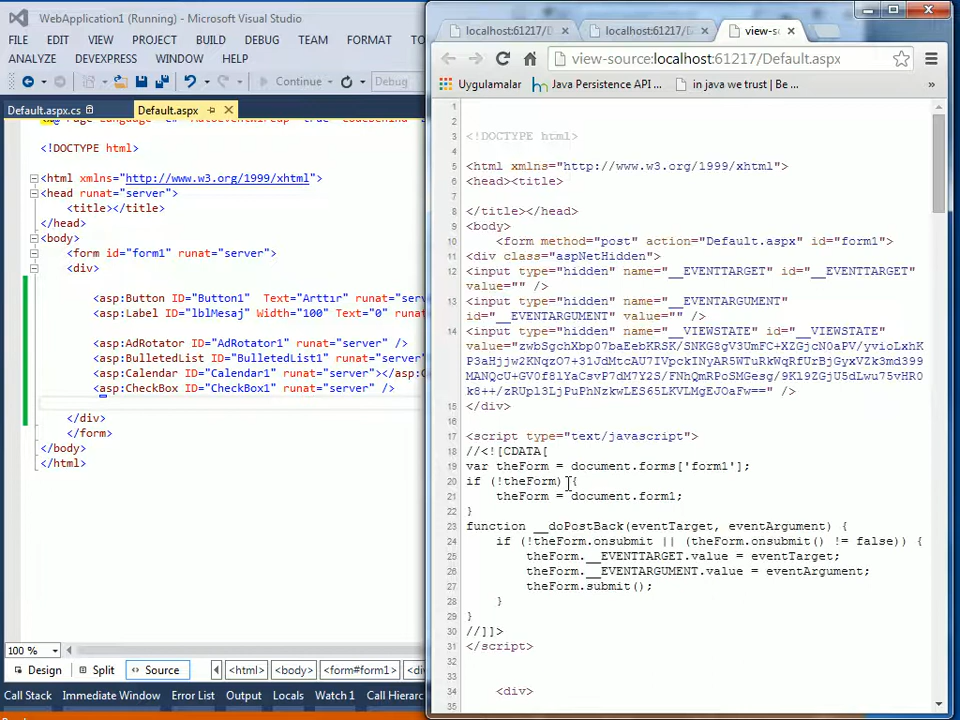 WebApplication1 (Running) - Microsoft Visual Studio
FILE EDIT VIEW PROJECT BUILD DEBUG TEAM FORMAT
ANALYZE DEVEXPRESS WINDOW HELP
Continue Debug
Default.aspx.cs Default.aspx
<!DOCTYPE html>
<html xmlns="http://www.w3.org/1999/xhtml">
<head runat="server">
<title></title>
</head>
<body>
<form id="form1" runat="server">
<div>
<asp:Button ID="Button1" Text="Arttır" runat="serv
<asp:Label ID="lblMesaj" Width="100" Text="0" runat
<asp:AdRotator ID="AdRotator1" runat="server" />
<asp:BulletedList ID="BulletedList1" runat="server"
<asp:Calendar ID="Calendar1" runat="server"></asp:C
<asp:CheckBox ID="CheckBox1" runat="server" />
</div>
</form>
</body>
</html>
100 %
Design Split Source <html> <body> <form#form1>
Call Stack Immediate Window Error List Output Locals Watch 1 Call Hierarc
localhost:61217/D localhost:61217/D view-so
view-source:localhost:61217/Default.aspx
Uygulamalar Java Persistence API ... in java we trust | Be ... »
1
2
3 <!DOCTYPE html>
4
5 <html xmlns="http://www.w3.org/1999/xhtml">
6 <head><title>
7
8 </title></head>
9 <body>
10 <form method="post" action="Default.aspx" id="form1">
11 <div class="aspNetHidden">
12 <input type="hidden" name="__EVENTTARGET" id="__EVENTTARGET"
value="" />
13 <input type="hidden" name="__EVENTARGUMENT"
id="__EVENTARGUMENT" value="" />
14 <input type="hidden" name="__VIEWSTATE" id="__VIEWSTATE"
15 </div>
16
17 <script type="text/javascript">
18 //<![CDATA[
19 var theForm = document.forms['form1'];
20 if (!theForm) {
21 theForm = document.form1;
22 }
23 function __doPostBack(eventTarget, eventArgument) {
24 if (!theForm.onsubmit || (theForm.onsubmit() != false)) {
25 theForm.__EVENTTARGET.value = eventTarget;
26 theForm.__EVENTARGUMENT.value = eventArgument;
27 theForm.submit();
28 }
29 }
30 //]]>
31 </script>
32
33
34 <div>
35